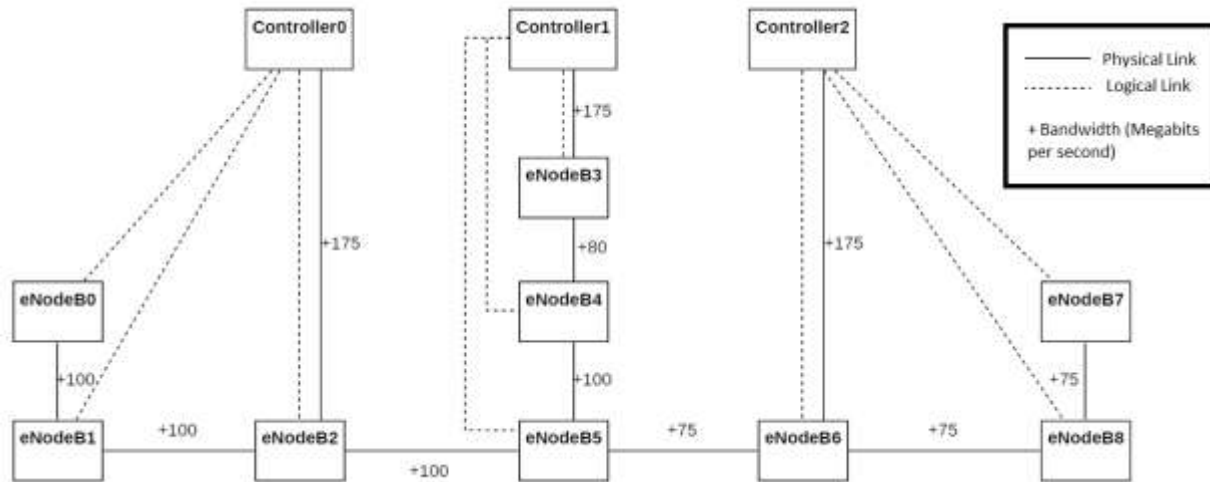 Controller0
Controller1
Controller2
Physical Link
Logical Link
+ Bandwidth (Megabits
per second)
+175
eNodeB3
+175
+80
+175
eNodeB0
eNodeB4
eNodeB7
+100
+100
+75
eNodeB1
+100
eNodeB2
+100
eNodeB5
+75
eNodeB6
+75
eNodeB8